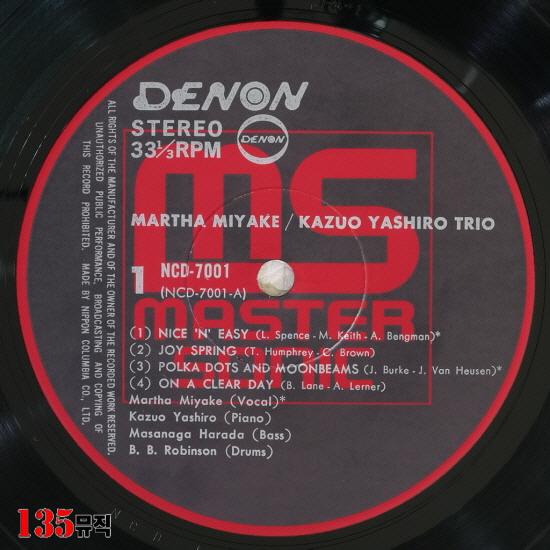 DENON
STEREO
33⅓RPM
DENON
MS
MASTER
SONIC
MARTHA MIYAKE / KAZUO YASHIRO TRIO
1
NCD-7001
(NCD-7001-A)
(1) NICE 'N' EASY (L. Spence - M. Keith - A. Bengman)*
(2) JOY SPRING (T. Humphrey - C. Brown)
(3) POLKA DOTS AND MOONBEAMS (J. Burke - J. Van Heusen)*
(4) ON A CLEAR DAY (B. Lane - A. Lerner)
Martha Miyake (Vocal)*
Kazuo Yashiro (Piano)
Masanaga Harada (Bass)
B. B. Robinson (Drums)
ALL RIGHTS OF THE MANUFACTURER AND OF THE OWNER OF THE RECORDED WORK RESERVED.
UNAUTHORIZED PUBLIC PERFORMANCE, BROADCASTING AND COPYING OF
THIS RECORD PROHIBITED. MADE BY NIPPON COLUMBIA CO., LTD.
135뮤직